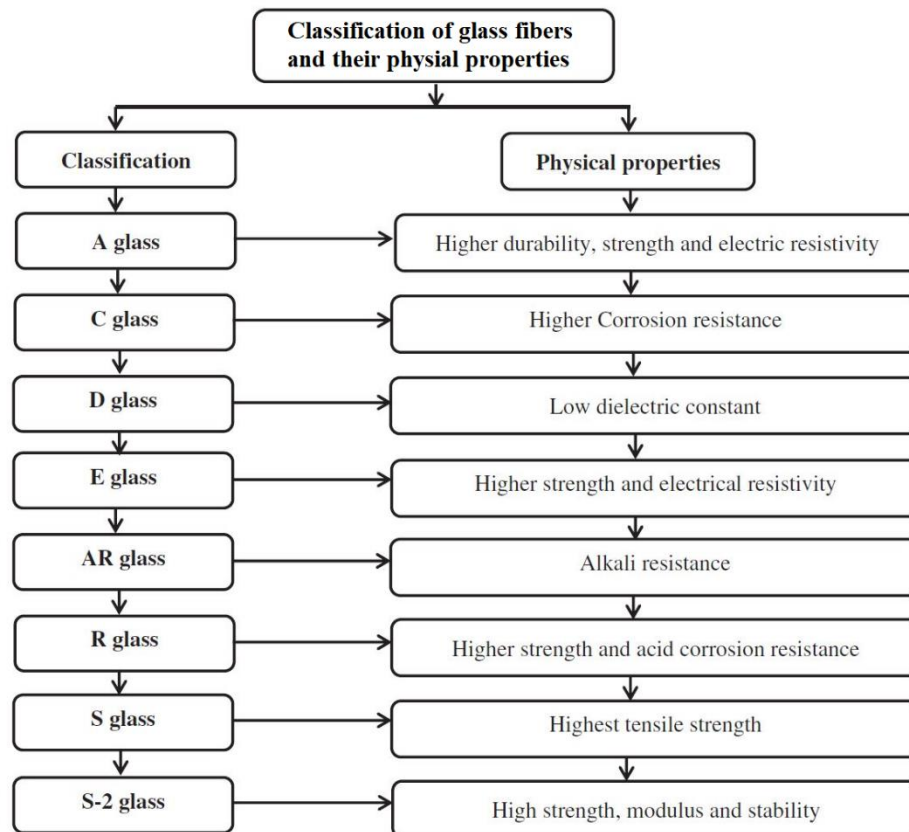 Classification of glass fibers
and their physial properties
Classification
Physical properties
A glass
Higher durability, strength and electric resistivity
C glass
Higher Corrosion resistance
D glass
Low dielectric constant
E glass
Higher strength and electrical resistivity
AR glass
Alkali resistance
R glass
Higher strength and acid corrosion resistance
S glass
Highest tensile strength
S-2 glass
High strength, modulus and stability